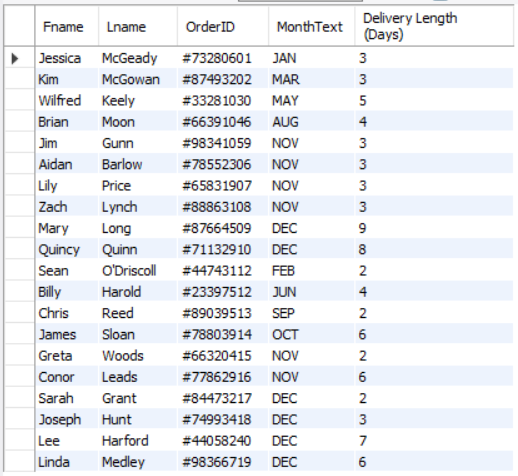 Fname Lname OrderID MonthText Delivery Length (Days)
Jessica McGeady #73280601 JAN 3
Kim McGowan #87493202 MAR 3
Wilfred Keely #33281030 MAY 5
Brian Moon #66391046 AUG 4
Jim Gunn #98341059 NOV 3
Aidan Barlow #78552306 NOV 3
Lily Price #65831907 NOV 3
Zach Lynch #88863108 NOV 3
Mary Long #87664509 DEC 9
Quincy Quinn #71132910 DEC 8
Sean O'Driscoll #44743112 FEB 2
Billy Harold #23397512 JUN 4
Chris Reed #89039513 SEP 2
James Sloan #78803914 OCT 6
Greta Woods #66320415 NOV 2
Conor Leads #77862916 NOV 6
Sarah Grant #84473217 DEC 2
Joseph Hunt #74993418 DEC 3
Lee Harford #44058240 DEC 7
Linda Medley #98366719 DEC 6